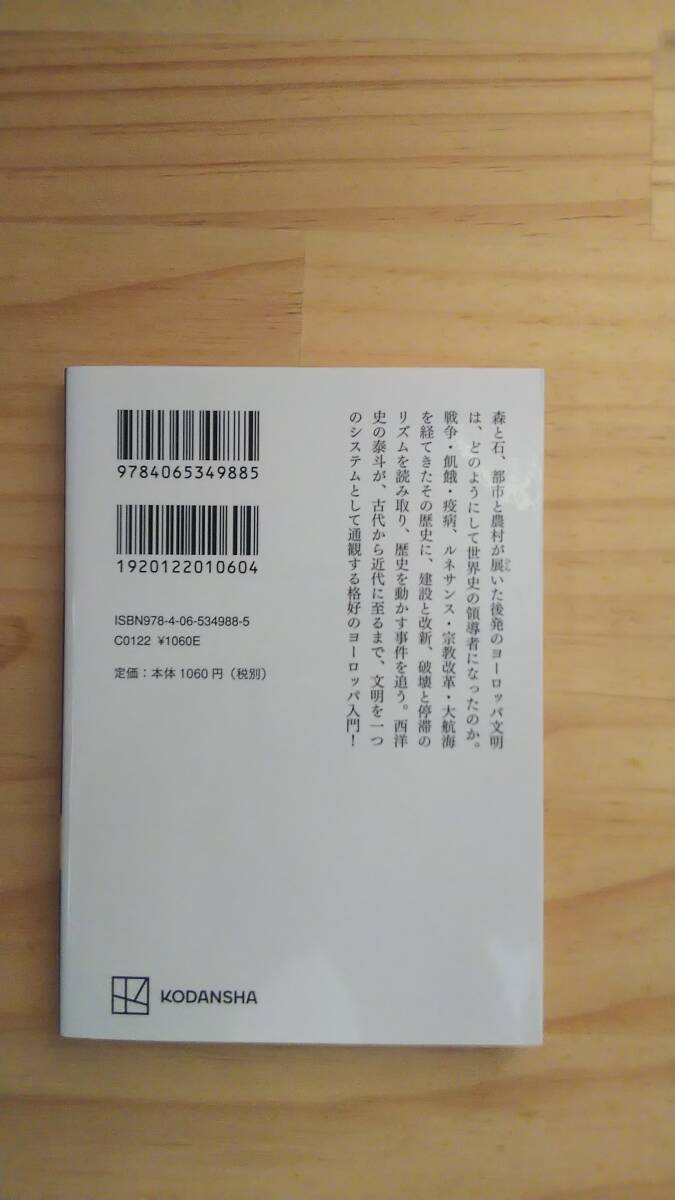 森と石、都市と農村が展いた後発のヨーロッパ文明
は、どのようにして世界史の領導者になったのか。
戦争・飢餓・疫病、ルネサンス・宗教改革・大航海
を経てきたその歴史に、建設と改新、破壊と停滞の
リズムを読み取り、歴史を動かす事件を追う。西洋
史の泰斗が、古代から近代に至るまで、文明を一つ
のシステムとして通観する格好のヨーロッパ入門！
9784065349885
1920122010604
ISBN978-4-06-534988-5
C0122 ¥1060E
定価：本体1060円（税別）
KODANSHA